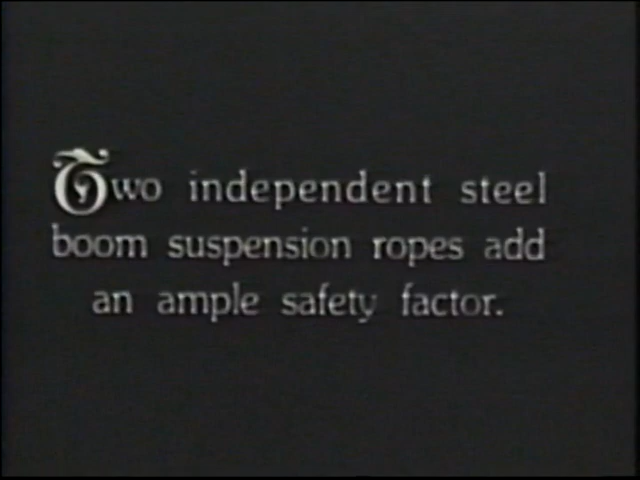 Two independent steel
boom suspension ropes add
an ample safety factor.